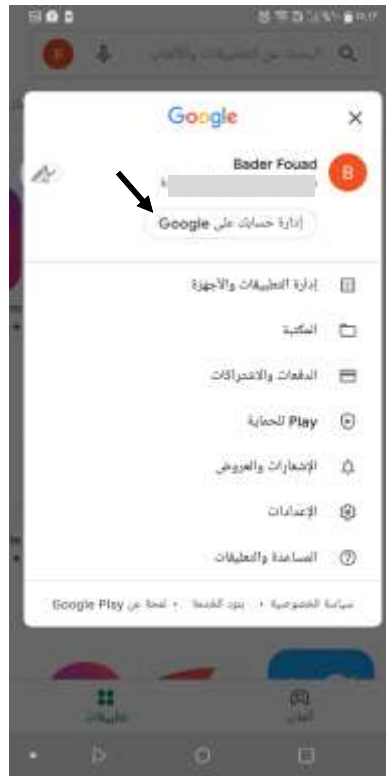 البحث عن التطبيقات والألعاب
Google
Bader Fouad
B
إدارة حسابك على Google
إدارة التطبيقات والأجهزة
المكتبة
الدفعات والاشتراكات
Play للحماية
الإشعارات والعروض
الإعدادات
المساعدة والتعليقات
سياسة الخصوصية • بنود الخدمة • لمحة عن Google Play
ألعاب
تطبيقات